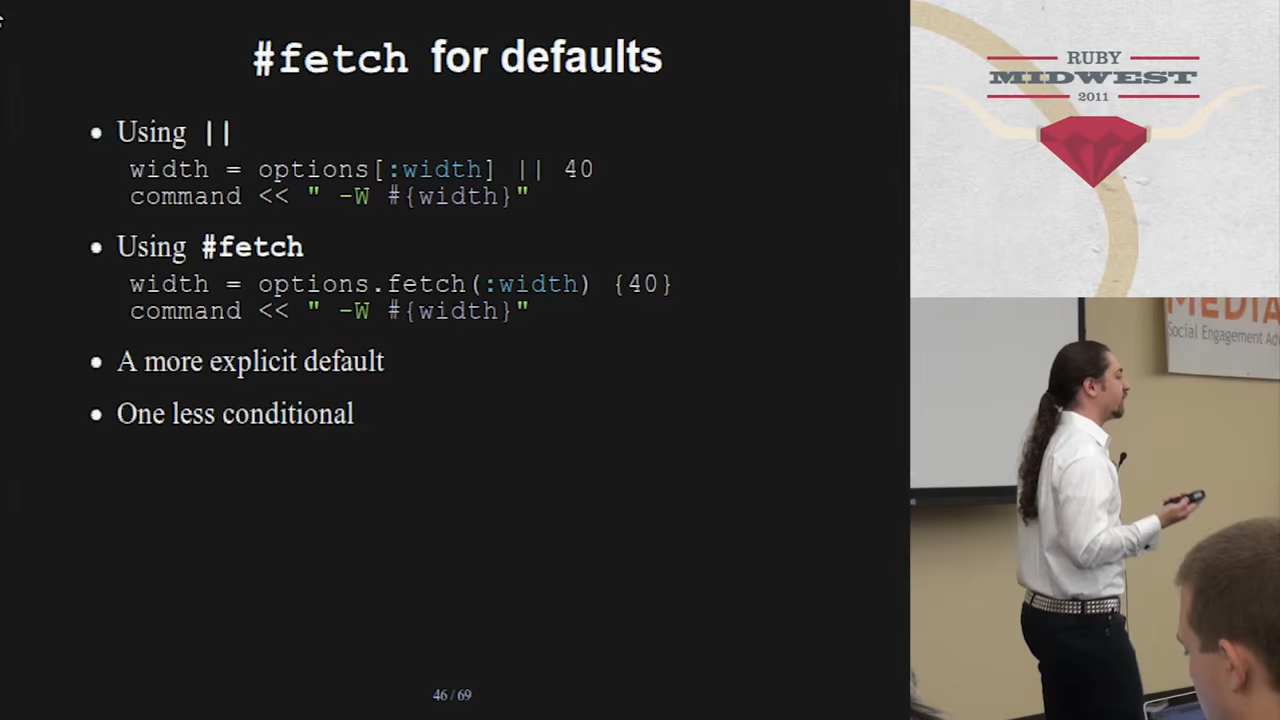 #fetch for defaults
• Using ||
width = options[:width] || 40
command << " -W #{width}"
• Using #fetch
width = options.fetch(:width) {40}
command << " -W #{width}"
• A more explicit default
• One less conditional
46 / 69
RUBY
MIDWEST
2011
MEDIA
Social Engagement